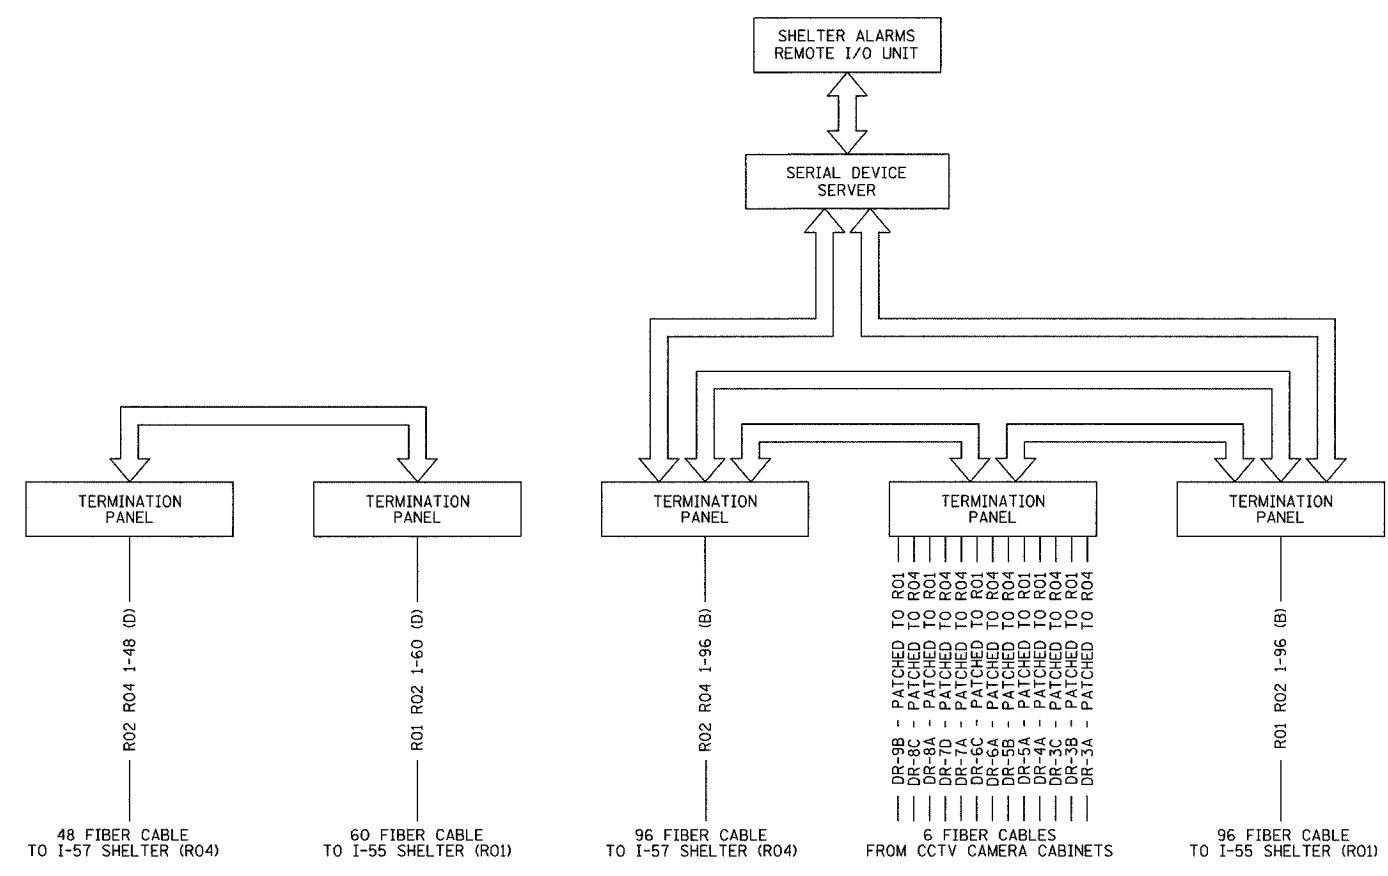 SHELTER ALARMS
REMOTE I/O UNIT
SERIAL DEVICE
SERVER
TERMINATION
PANEL
TERMINATION
PANEL
TERMINATION
PANEL
TERMINATION
PANEL
TERMINATION
PANEL
R02 R04 1-48 (D)
R01 R02 1-60 (D)
R02 R04 1-96 (B)
DR-9B - PATCHED TO R01
DR-8C - PATCHED TO R04
DR-8A - PATCHED TO R01
DR-7D - PATCHED TO R04
DR-7A - PATCHED TO R04
DR-6C - PATCHED TO R01
DR-6A - PATCHED TO R04
DR-5B - PATCHED TO R04
DR-5A - PATCHED TO R01
DR-4A - PATCHED TO R01
DR-3C - PATCHED TO R04
DR-3B - PATCHED TO R01
DR-3A - PATCHED TO R04
R01 R02 1-96 (B)
48 FIBER CABLE
TO I-57 SHELTER (R04)
60 FIBER CABLE
TO I-55 SHELTER (R01)
96 FIBER CABLE
TO I-57 SHELTER (R04)
6 FIBER CABLES
FROM CCTV CAMERA CABINETS
96 FIBER CABLE
TO I-55 SHELTER (R01)